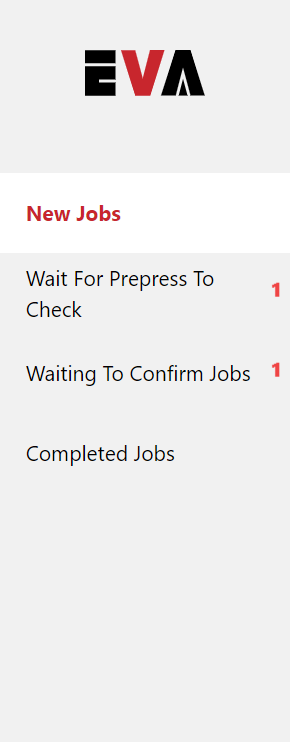 EVA
New Jobs
Wait For Prepress To
Check
1
Waiting To Confirm Jobs
1
Completed Jobs